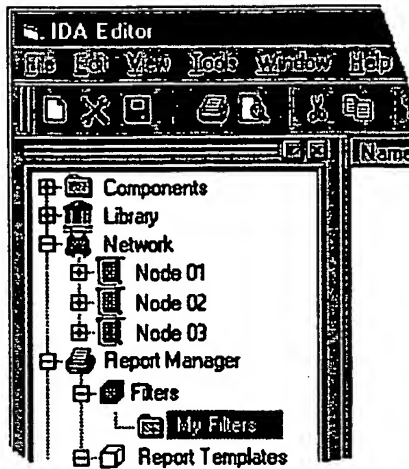 IDA Editor
File Edit View Tools Window Help
Name
Components
Library
Network
Node 01
Node 02
Node 03
Report Manager
Filters
My Filters
Report Templates